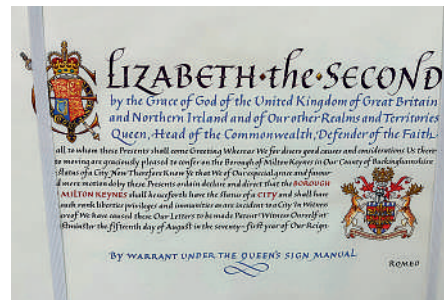 ELIZABETH·the·SECOND
by the Grace of God of the United Kingdom of Great Britain
and Northern Ireland and of Our other Realms and Territories
Queen, Head of the Commonwealth, Defender of the Faith
all to whom these Presents shall come Greeting Whereas We for divers good causes and considerations Us there
to moving are graciously pleased to confer on the Borough of Milton Keynes in Our County of Buckinghamshire
Status of a City Now Therefore Know Ye that We of Our especial grace and favour
d mere motion do by these Presents ordain declare and direct that the BOROUGH
MILTON KEYNES shall henceforth have the Status of a CITY and shall have
such rank liberties privileges and immunities as are incident to a City In Witness
ereof We have caused these Our Letters to be made Patent Witness Ourself at
stminster the fifteenth day of August in the seventy-first year of Our Reign
BY WARRANT UNDER THE QUEEN'S SIGN MANUAL
ROMEO